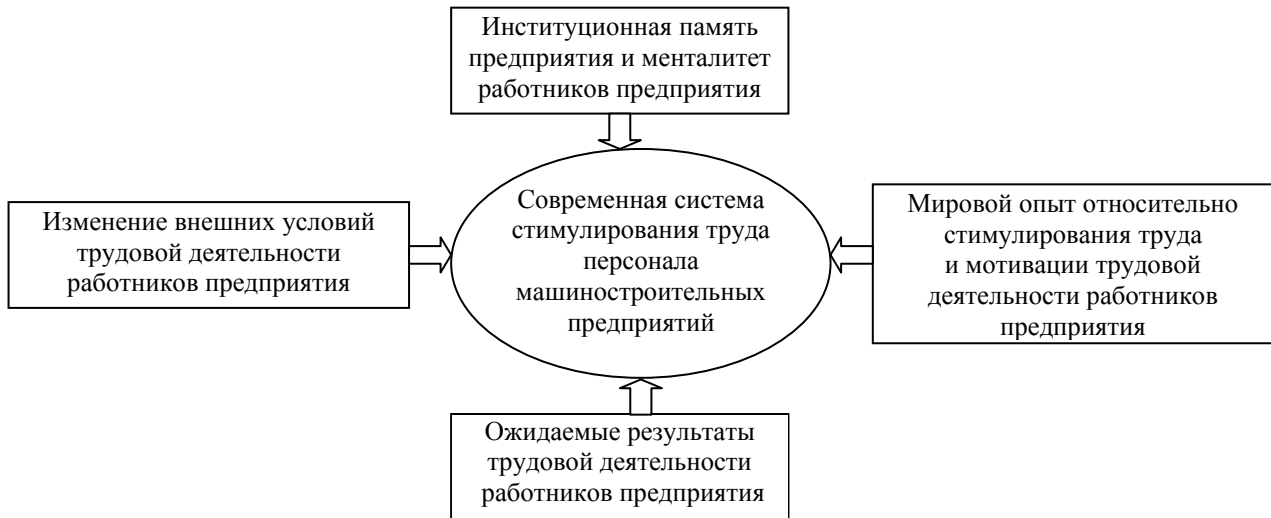 Институционная память
предприятия и менталитет
работников предприятия
Изменение внешних условий
трудовой деятельности
работников предприятия
Современная система
стимулирования труда
персонала
машиностроительных
предприятий
Мировой опыт относительно
стимулирования труда
и мотивации трудовой
деятельности работников
предприятия
Ожидаемые результаты
трудовой деятельности
работников предприятия